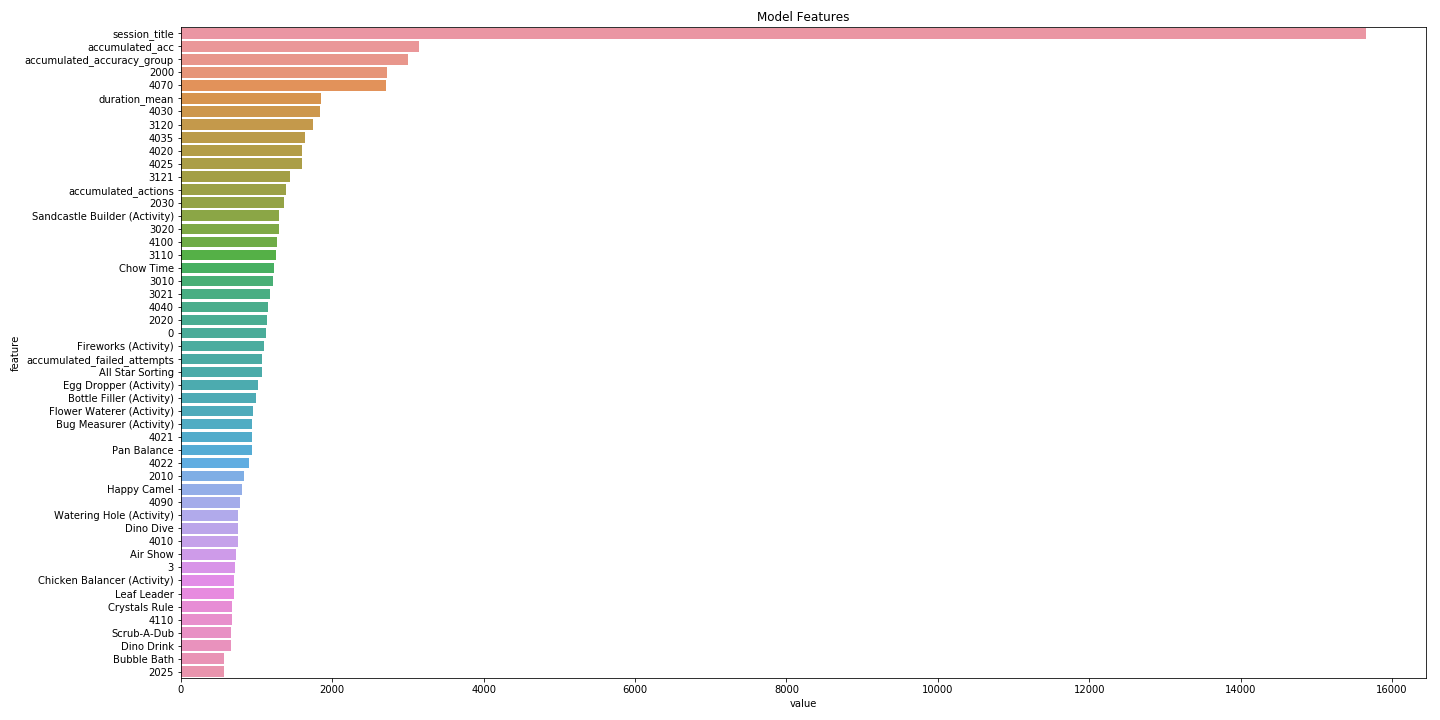 Model Features
session_title
accumulated_acc
accumulated_accuracy_group
2000
4070
duration_mean
4030
3120
4035
4020
4025
3121
accumulated_actions
2030
Sandcastle Builder (Activity)
3020
4100
3110
Chow Time
3010
3021
4040
2020
0
Fireworks (Activity)
accumulated_failed_attempts
All Star Sorting
Egg Dropper (Activity)
Bottle Filler (Activity)
Flower Waterer (Activity)
Bug Measurer (Activity)
4021
Pan Balance
4022
2010
Happy Camel
4090
Watering Hole (Activity)
Dino Dive
4010
Air Show
3
Chicken Balancer (Activity)
Leaf Leader
Crystals Rule
4110
Scrub-A-Dub
Dino Drink
Bubble Bath
2025
feature
0 2000 4000 6000 8000 10000 12000 14000 16000
value